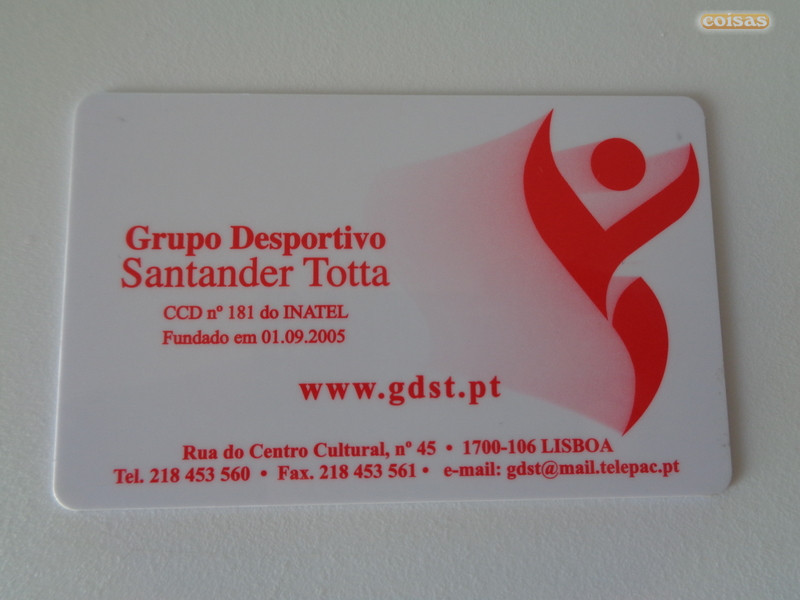 coisas
Grupo Desportivo
Santander Totta
CCD nº 181 do INATEL
Fundado em 01.09.2005
www.gdst.pt
Rua do Centro Cultural, nº 45 • 1700-106 LISBOA
Tel. 218 453 560 • Fax. 218 453 561 • e-mail: gdst@mail.telepac.pt